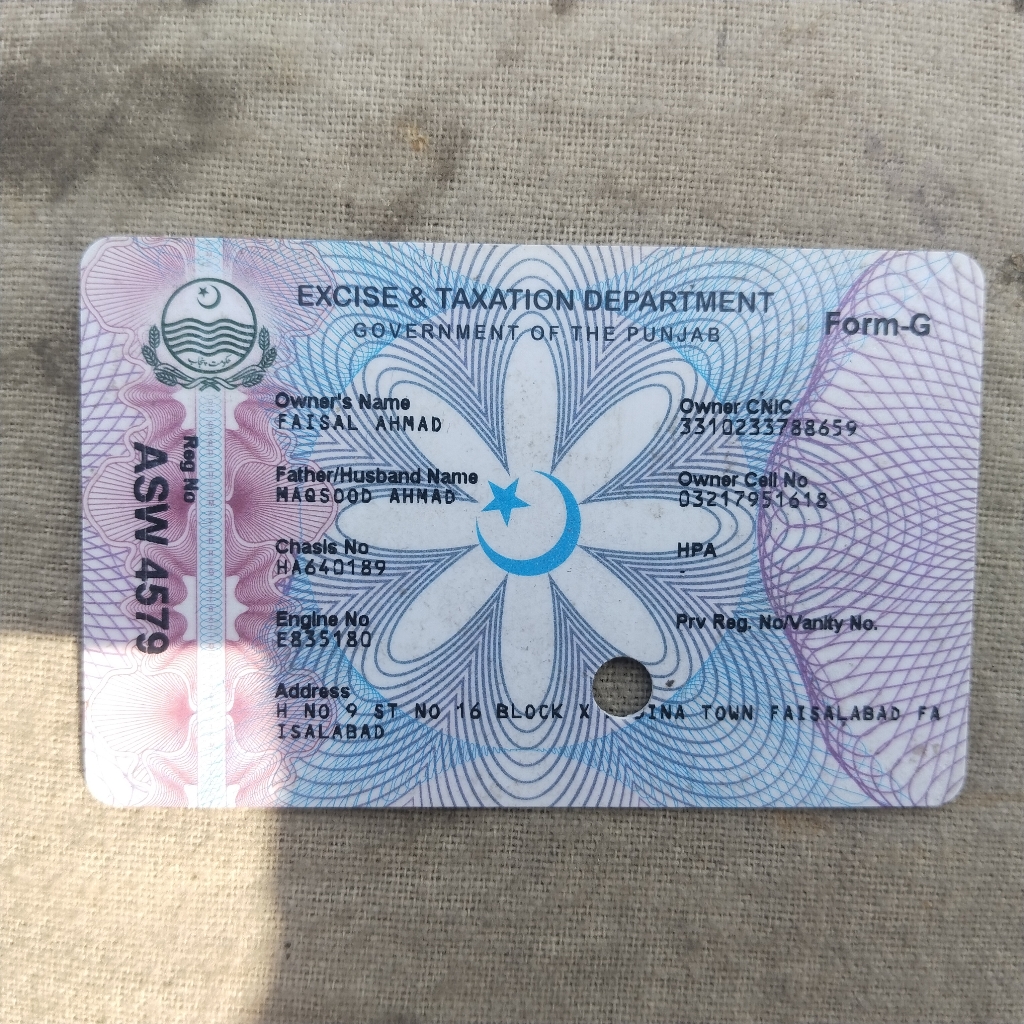 EXCISE & TAXATION DEPARTMENT
GOVERNMENT OF THE PUNJAB
Form-G
حکومت پنجاب
Reg No
ASW 4579
Owner's Name
FAISAL AHMAD
Owner CNIC
3310233788659
Father/Husband Name
MAQSOOD AHMAD
Owner Cell No
03217951618
Chasis No
HA640189
HPA
-
Engine No
E835180
Prv Reg. No/Vanity No.
Address
H NO 9 ST NO 16 BLOCK X TOWN FAISALABAD FA
ISALABAD